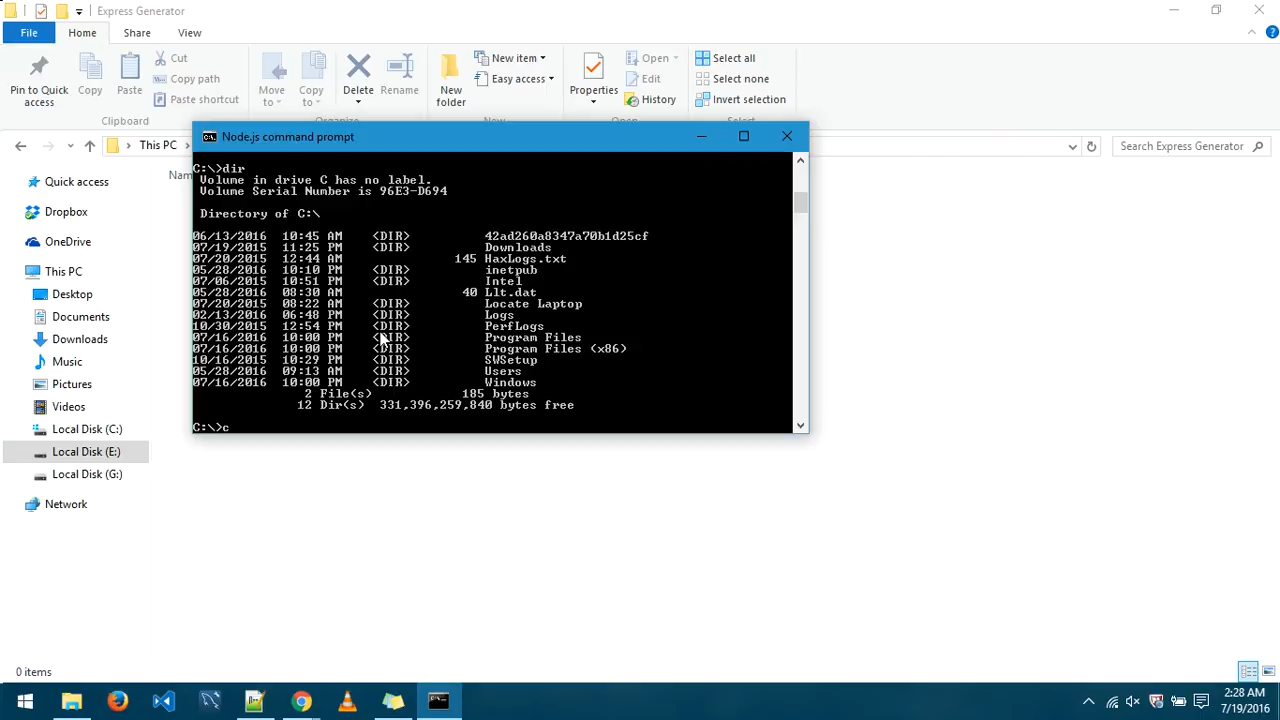 Express Generator
File Home Share View
Pin to Quick access
Copy
Paste
Cut
Copy path
Paste shortcut
Move to
Copy to
Delete
Rename
New folder
New item
Easy access
Properties
Open
Edit
History
Select all
Select none
Invert selection
Clipboard
Organize
New
Open
Select
This PC
Search Express Generator
Node.js command prompt
C:\>dir
Volume in drive C has no label.
Volume Serial Number is 96E3-D694
Directory of C:\
06/13/2016 10:45 AM <DIR> 42ad260a8347a70b1d25cf
07/19/2016 11:25 PM <DIR> Downloads
07/20/2016 12:44 AM 145 HaxLogs.txt
05/28/2016 10:10 PM <DIR> inetpub
07/06/2016 10:51 PM <DIR> Intel
05/28/2016 08:30 AM 40 Llt.dat
07/20/2016 08:22 AM <DIR> Locate Laptop
02/13/2016 06:48 PM <DIR> Logs
10/30/2015 12:54 PM <DIR> PerfLogs
07/16/2016 10:00 PM <DIR> Program Files
07/16/2016 10:00 PM <DIR> Program Files (x86)
10/16/2015 10:29 PM <DIR> SWSetup
05/28/2016 09:13 AM <DIR> Users
07/16/2016 10:00 PM <DIR> Windows
2 File(s) 185 bytes
12 Dir(s) 331,396,259,840 bytes free
C:\>c
Quick access
Dropbox
OneDrive
This PC
Desktop
Documents
Downloads
Music
Pictures
Videos
Local Disk (C:)
Local Disk (E:)
Local Disk (G:)
Network
0 items
2:28 AM
7/19/2016